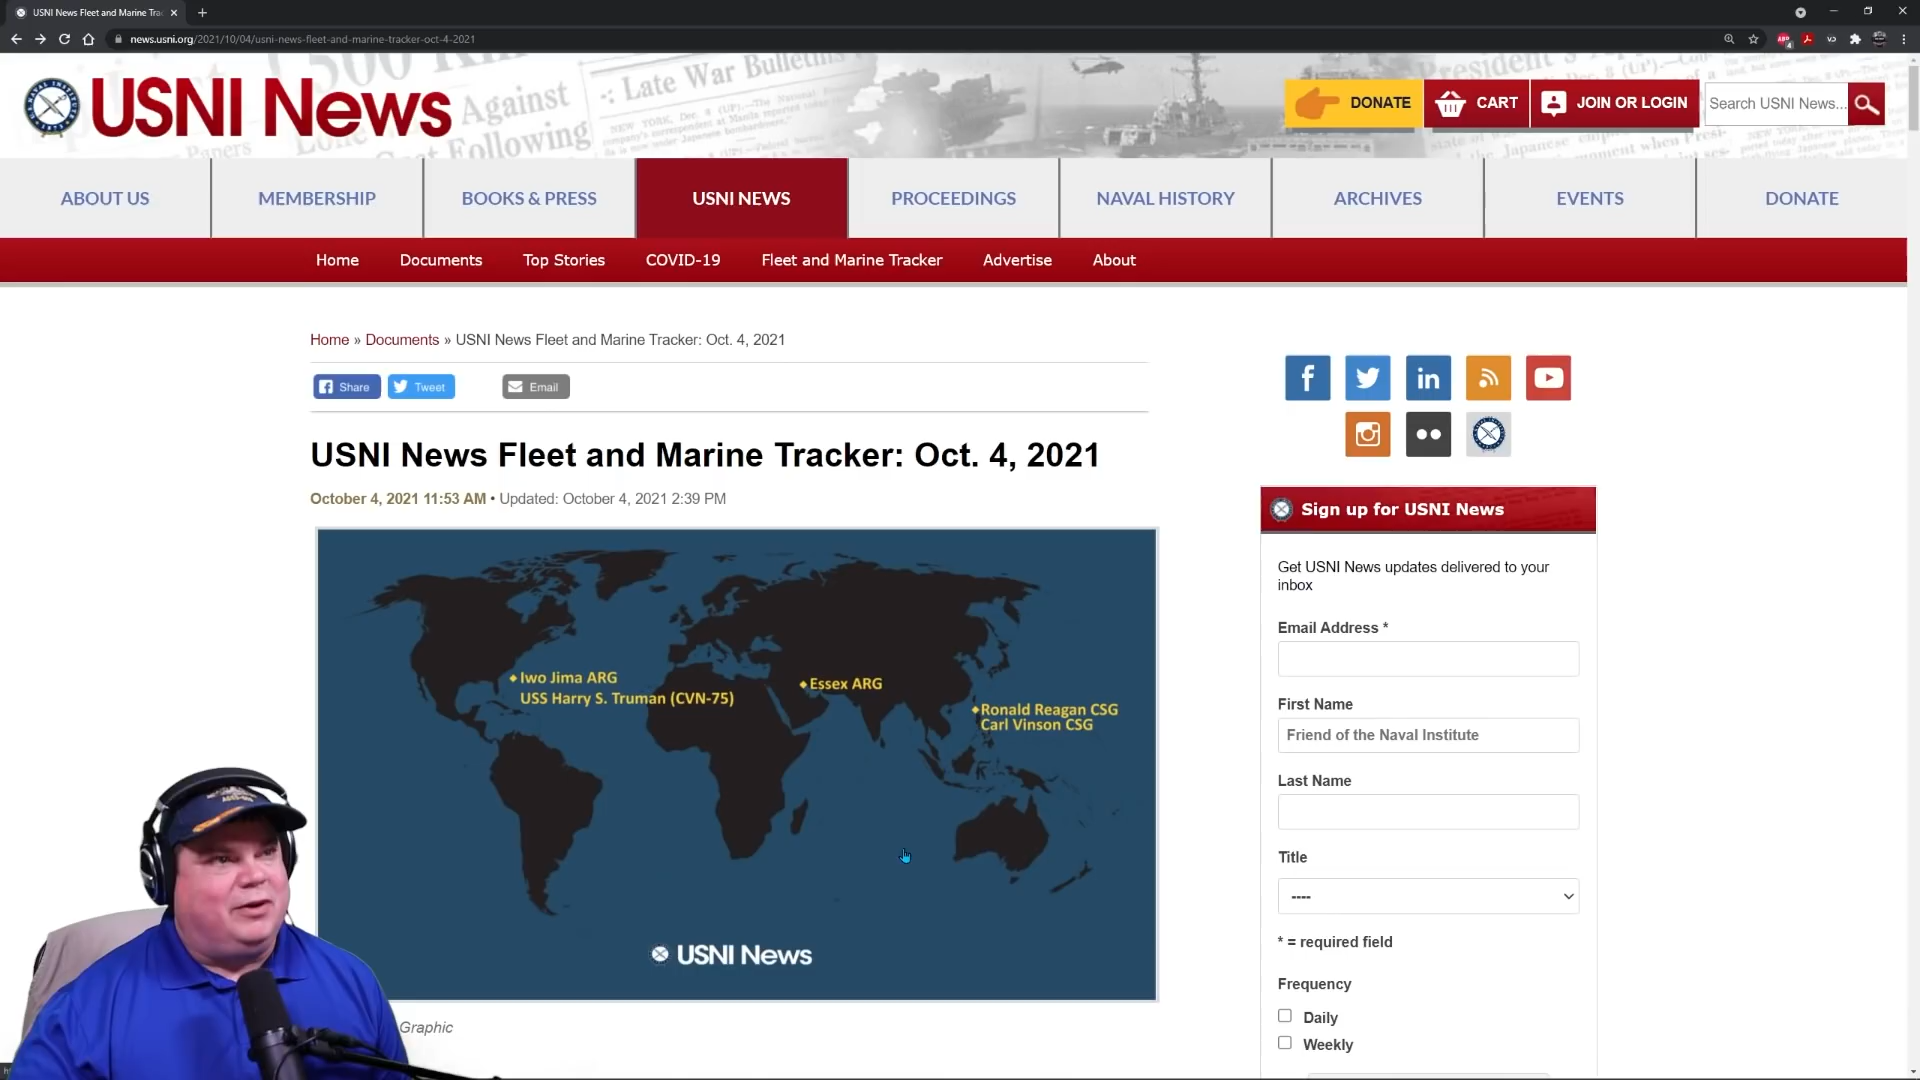 USNI News Fleet and Marine Tra
news.usni.org/2021/10/04/usni-news-fleet-and-marine-tracker-oct-4-2021
USNI News
Against
Following
Late War Bulletins
DONATE
CART
JOIN OR LOGIN
Search USNI News...
ABOUT US
MEMBERSHIP
BOOKS & PRESS
USNI NEWS
PROCEEDINGS
NAVAL HISTORY
ARCHIVES
EVENTS
DONATE
Home
Documents
Top Stories
COVID-19
Fleet and Marine Tracker
Advertise
About
Home » Documents » USNI News Fleet and Marine Tracker: Oct. 4, 2021
Share
Tweet
Email
USNI News Fleet and Marine Tracker: Oct. 4, 2021
October 4, 2021 11:53 AM • Updated: October 4, 2021 2:39 PM
Iwo Jima ARG
USS Harry S. Truman (CVN-75)
Essex ARG
Ronald Reagan CSG
Carl Vinson CSG
USNI News
Graphic
Sign up for USNI News
Get USNI News updates delivered to your
inbox
Email Address *
First Name
Friend of the Naval Institute
Last Name
Title
----
* = required field
Frequency
Daily
Weekly